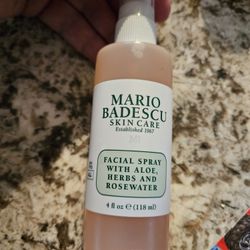 MARIO
BADESCU
SKIN CARE
Established 1967
FACIAL SPRAY
WITH ALOE,
HERBS AND
ROSEWATER
4 fl oz ℮ (118 ml)